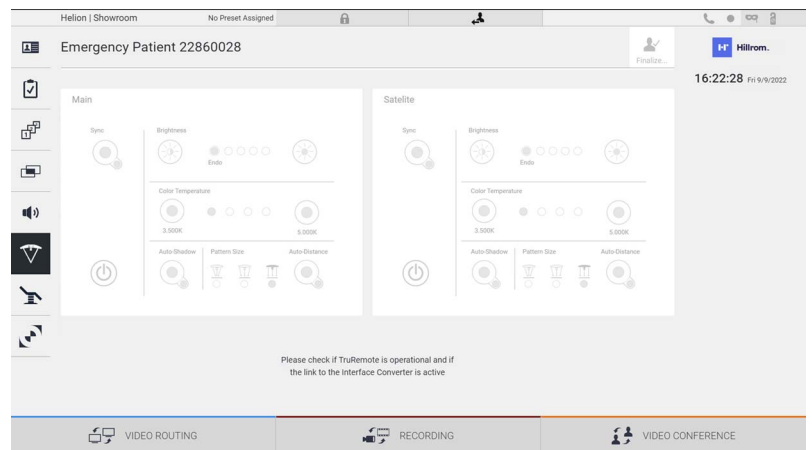 Helion | Showroom No Preset Assigned
Emergency Patient 22860028
Finalize...
Hillrom.
16:22:28 Fri 9/9/2022
Main
Sync
Brightness
Endo
Color Temperature
3.500K
5.000K
Auto-Shadow
Pattern Size
Auto-Distance
Satelite
Sync
Brightness
Endo
Color Temperature
3.500K
5.000K
Auto-Shadow
Pattern Size
Auto-Distance
Please check if TruRemote is operational and if
the link to the Interface Converter is active
VIDEO ROUTING
RECORDING
VIDEO CONFERENCE